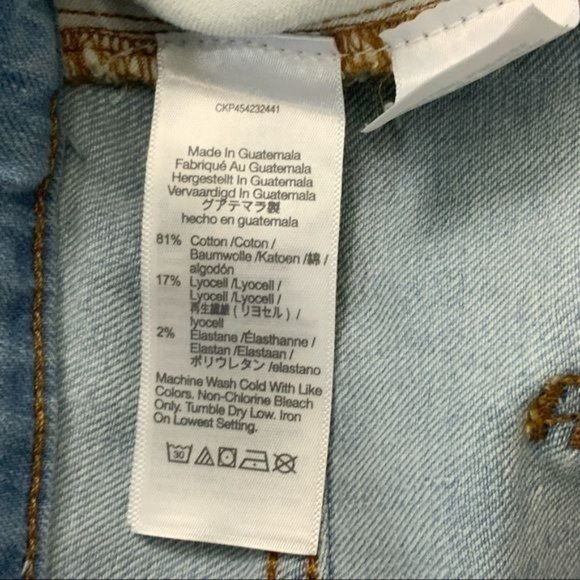 CKP454232441
Made In Guatemala
Fabriqué Au Guatemala
Hergestellt In Guatemala
Vervaardigd In Guatemala
グアテマラ製
hecho en guatemala
81% Cotton /Coton /
Baumwolle /Katoen /綿 /
algodón
17% Lyocell /Lyocell /
Lyocell /Lyocell /
再生繊維 ( リヨセル ) /
lyocell
2% Elastane /Élasthanne /
Elastan /Elastaan /
ポリウレタン /elastano
Machine Wash Cold With Like
Colors. Non-Chlorine Bleach
Only. Tumble Dry Low. Iron
On Lowest Setting.
30